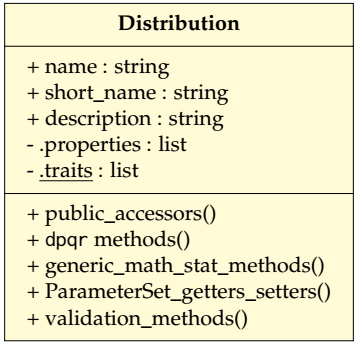 Distribution
+ name : string
+ short_name : string
+ description : string
- .properties : list
- .traits : list
+ public_accessors()
+ dpqr methods()
+ generic_math_stat_methods()
+ ParameterSet_getters_setters()
+ validation_methods()